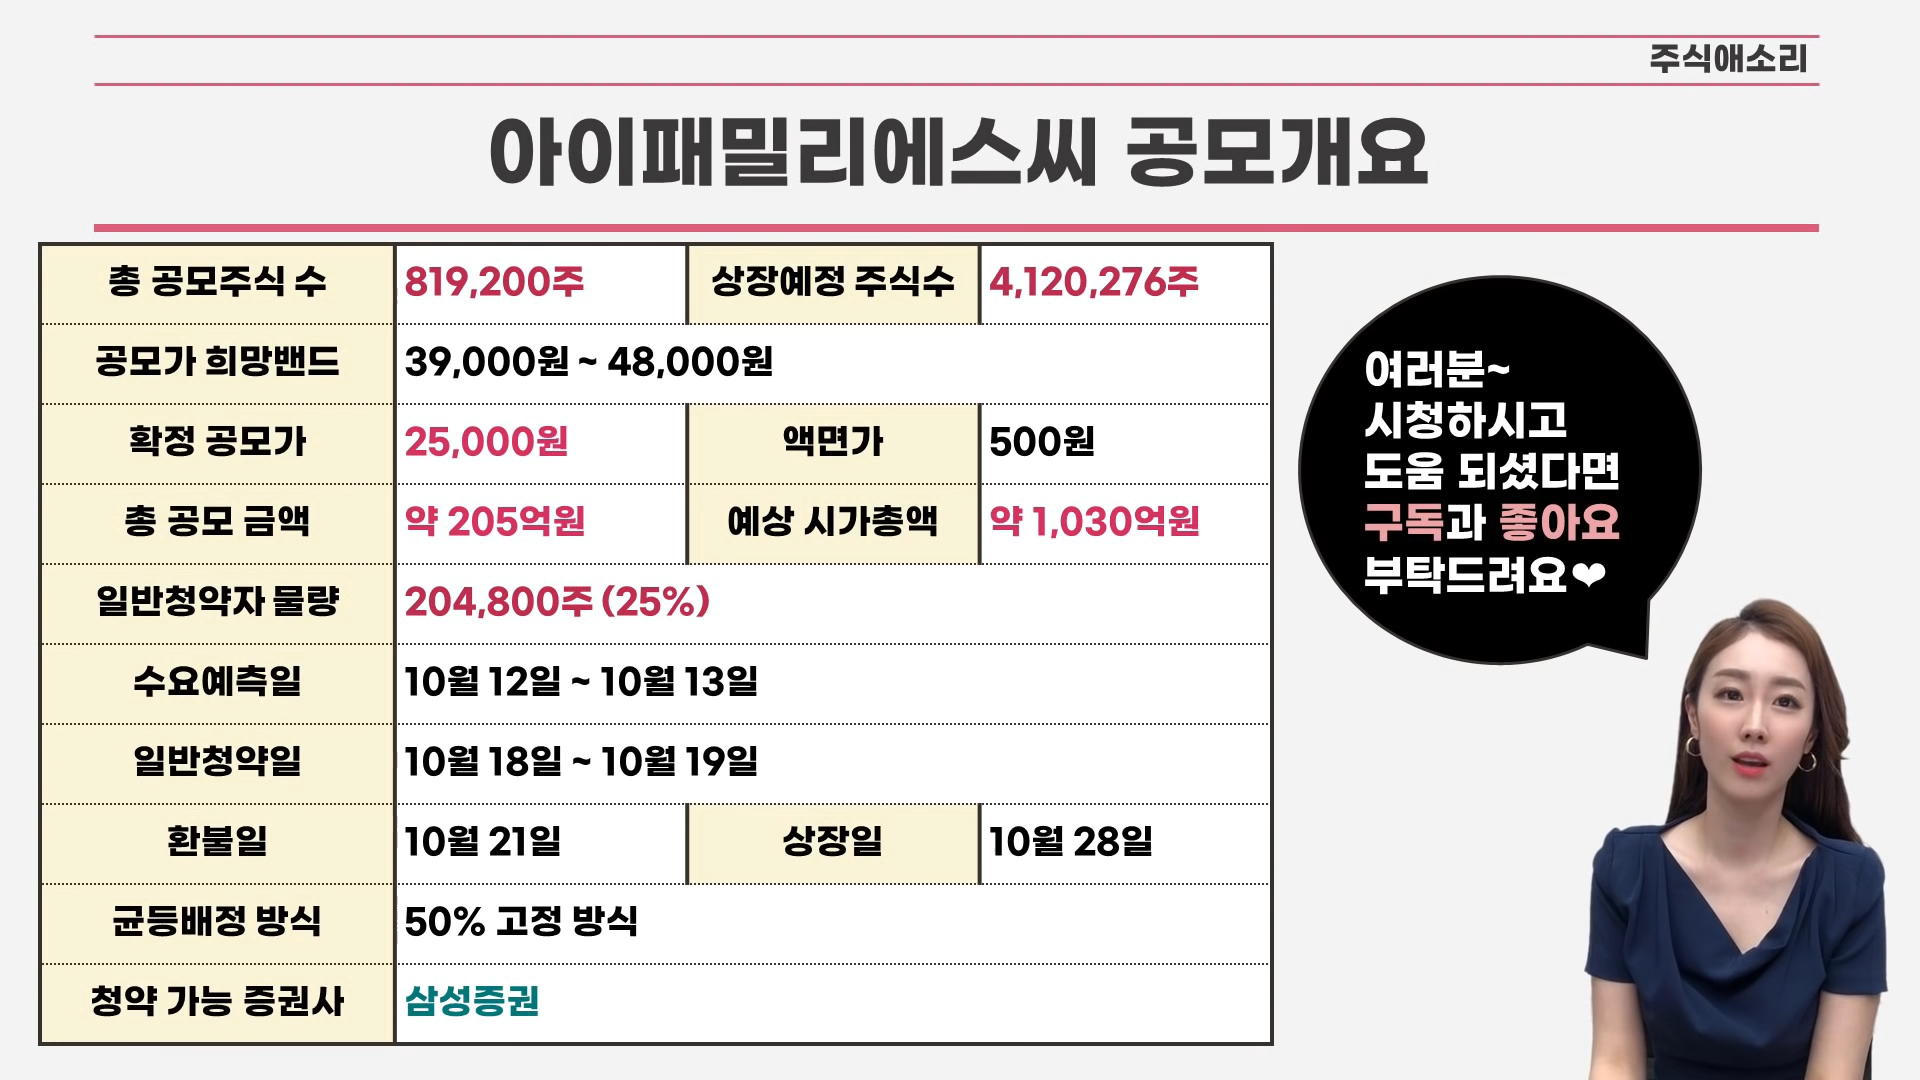 주식애소리
아이패밀리에스씨 공모개요
총 공모주식 수 819,200주 상장예정 주식수 4,120,276주
공모가 희망밴드 39,000원 ~ 48,000원
확정 공모가 25,000원 액면가 500원
총 공모 금액 약 205억원 예상 시가총액 약 1,030억원
일반청약자 물량 204,800주 (25%)
수요예측일 10월 12일 ~ 10월 13일
일반청약일 10월 18일 ~ 10월 19일
환불일 10월 21일 상장일 10월 28일
균등배정 방식 50% 고정 방식
청약 가능 증권사 삼성증권
여러분~
시청하시고
도움 되셨다면
구독과 좋아요
부탁드려요❤